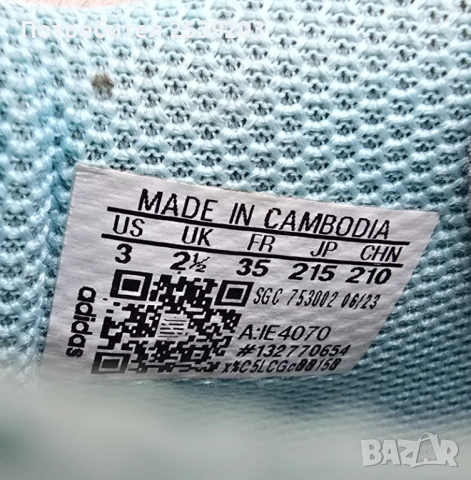 MADE IN CAMBODIA
US UK FR JP CHN
3 2½ 35 215 210
SGC 753002 06/23
A:IE4070
#132770654
adidas
BAZAR